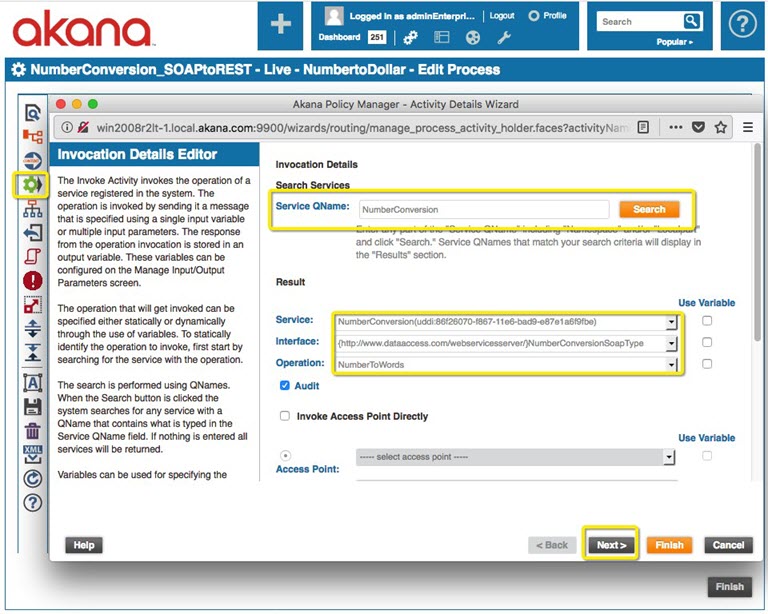 akana
Logged in as adminEnterpri...
Logout
Profile
Dashboard 251
Search
Popular »
NumberConversion_SOAPtoREST - Live - NumbertoDollar - Edit Process
Akana Policy Manager - Activity Details Wizard
win2008r2lt-1.local.akana.com:9900/wizards/routing/manage_process_activity_holder.faces?activityNam
Invocation Details Editor
The Invoke Activity invokes the operation of a
service registered in the system. The
operation is invoked by sending it a message
that is specified using a single input variable
or multiple input parameters. The response
from the operation invocation is stored in an
output variable. These variables can be
configured on the Manage Input/Output
Parameters screen.
The operation that will get invoked can be
specified either statically or dynamically
through the use of variables. To statically
identify the operation to invoke, first start by
searching for the service with the operation.
The search is performed using QNames.
When the Search button is clicked the
system searches for any service with a
QName that contains what is typed in the
Service QName field. If nothing is entered all
services will be returned.
Variables can be used for specifying the
Invocation Details
Search Services
Service QName: NumberConversion Search
Enter any part of the "Service QName" including "Namespace" and/or "Localpart"
and click "Search." Service QNames that match your search criteria will display in
the "Results" section.
Result
Use Variable
Service: NumberConversion(uddi:86f26070-f867-11e6-bad9-e87e1a6f9fbe)
Interface: {http://www.dataaccess.com/webservicesserver/}NumberConversionSoapType
Operation: NumberToWords
Audit
Invoke Access Point Directly
Use Variable
Access Point: ----- select access point -----
XML
Help
< Back
Next >
Finish
Cancel
Finish